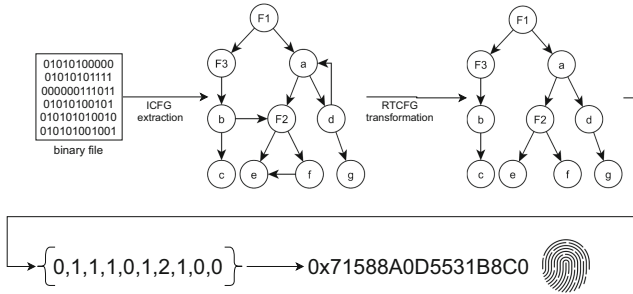 F1
F3
a
b
F2
d
c
e
f
g
01010100000
01010101111
000000111011
01010100101
010101010010
010101001001
binary file
ICFG
extraction
RTCFG
transformation
F1
F3
a
b
F2
d
c
e
f
g
{0,1,1,1,0,1,2,1,0,0}
0x71588A0D5531B8C0